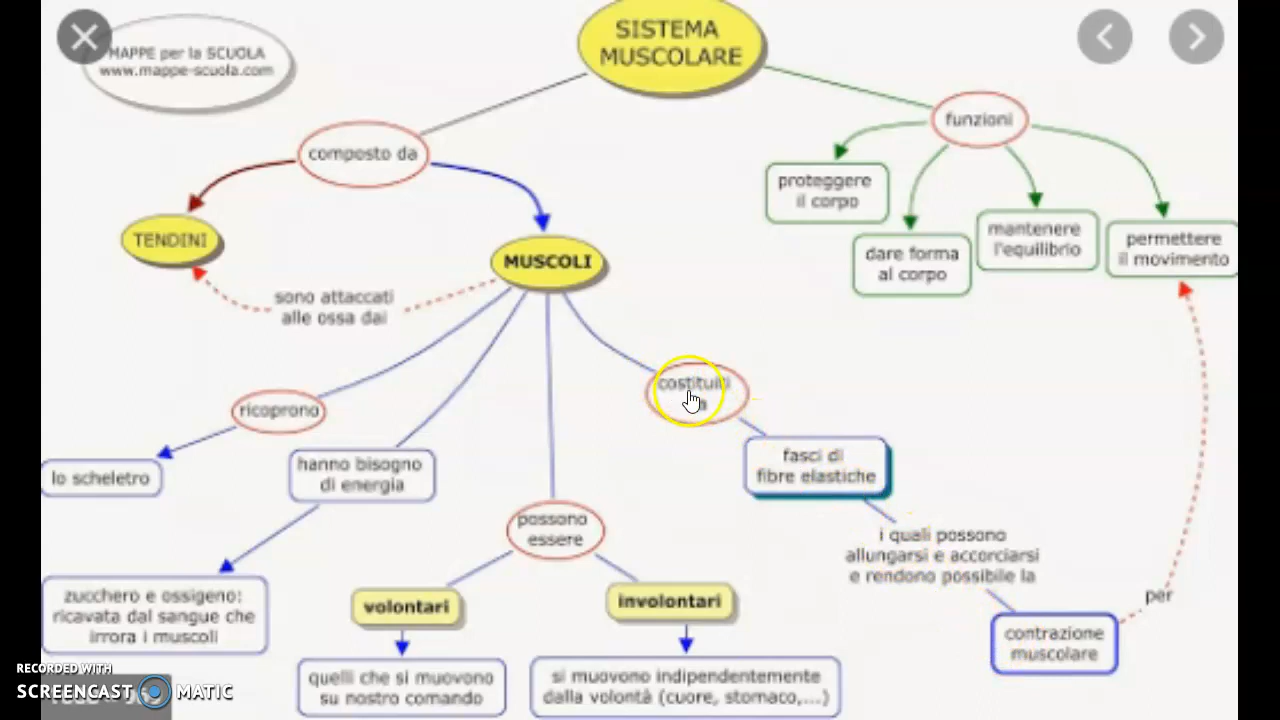 SISTEMA
MUSCOLARE
MAPPE per la SCUOLA
www.mappe-scuola.com
composto da
funzioni
TENDINI
MUSCOLI
proteggere
il corpo
dare forma
al corpo
mantenere
l'equilibrio
permettere
il movimento
sono attaccati
alle ossa dai
ricoprono
lo scheletro
hanno bisogno
di energia
zucchero e ossigeno:
ricavata dal sangue che
irrora i muscoli
possono
essere
volontari
involontari
quelli che si muovono
su nostro comando
si muovono indipendentemente
dalla volontà (cuore, stomaco,...)
costituiti
fasci di
fibre elastiche
i quali possono
allungarsi e accorciarsi
e rendono possibile la
contrazione
muscolare
per
RECORDED WITH
SCREENCAST MATIC